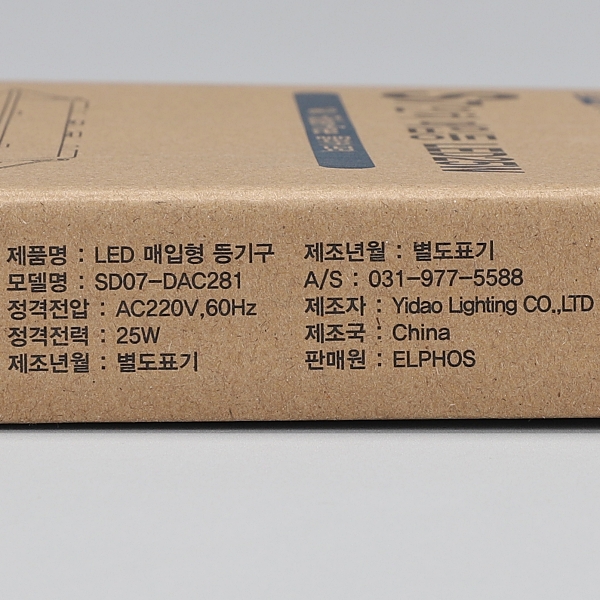 제품명 : LED 매입형 등기구
모델명 : SD07-DAC281
정격전압 : AC220V,60Hz
정격전력 : 25W
제조년월 : 별도표기
제조년월 : 별도표기
A/S : 031-977-5588
제조자 : Yidao Lighting CO.,LTD
제조국 : China
판매원 : ELPHOS